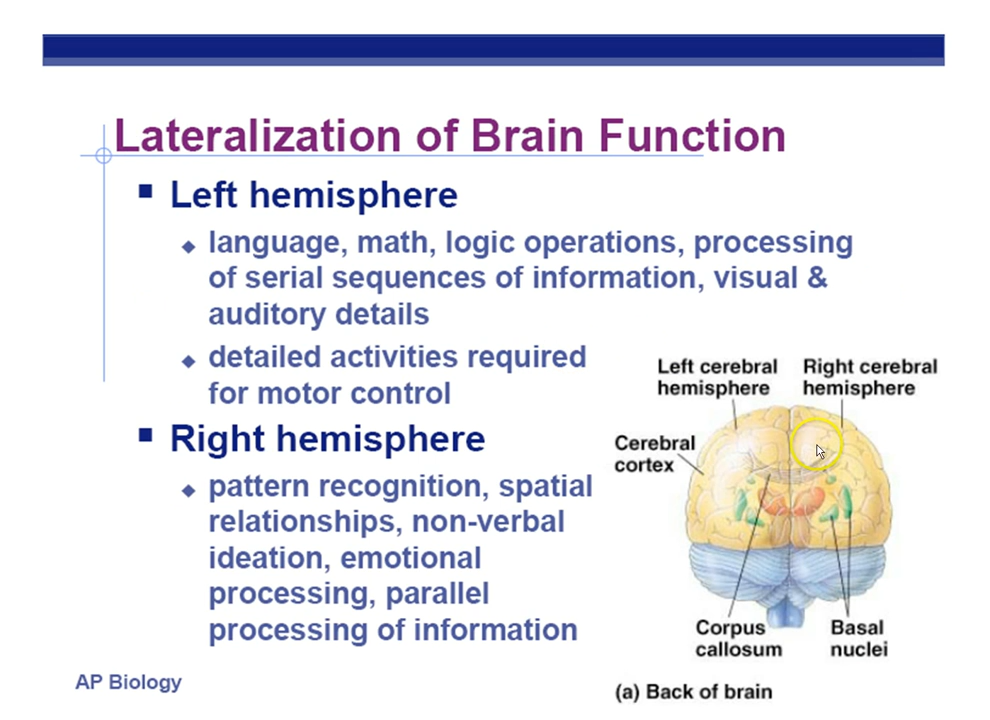 Lateralization of Brain Function
Left hemisphere
language, math, logic operations, processing
of serial sequences of information, visual &
auditory details
detailed activities required
for motor control
Right hemisphere
pattern recognition, spatial
relationships, non-verbal
ideation, emotional
processing, parallel
processing of information
Left cerebral
hemisphere
Right cerebral
hemisphere
Cerebral
cortex
Corpus
callosum
Basal
nuclei
(a) Back of brain
AP Biology